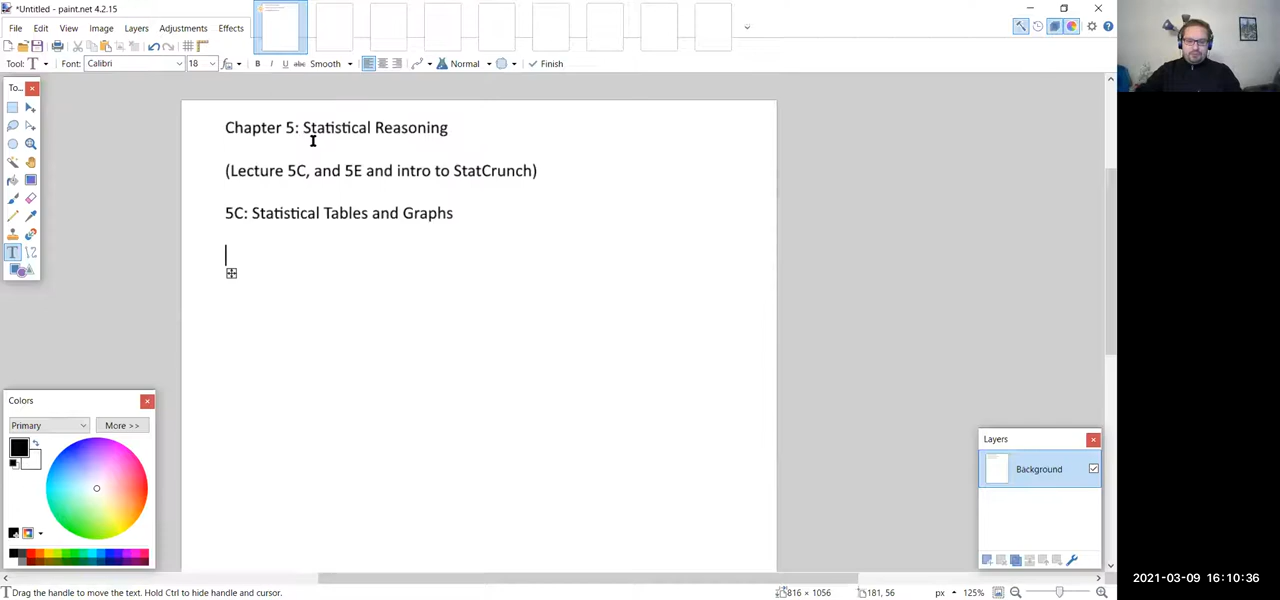 *Untitled - paint.net 4.2.15
File Edit View Image Layers Adjustments Effects
Tool: T Font: Calibri 18 B I U abc Smooth Normal Finish
To...
Chapter 5: Statistical Reasoning
(Lecture 5C, and 5E and intro to StatCrunch)
5C: Statistical Tables and Graphs
Colors
Primary More >>
Layers
Background
2021-03-09 16:10:36
Drag the handle to move the text. Hold Ctrl to hide handle and cursor. 816 × 1056 181, 56 px 125%